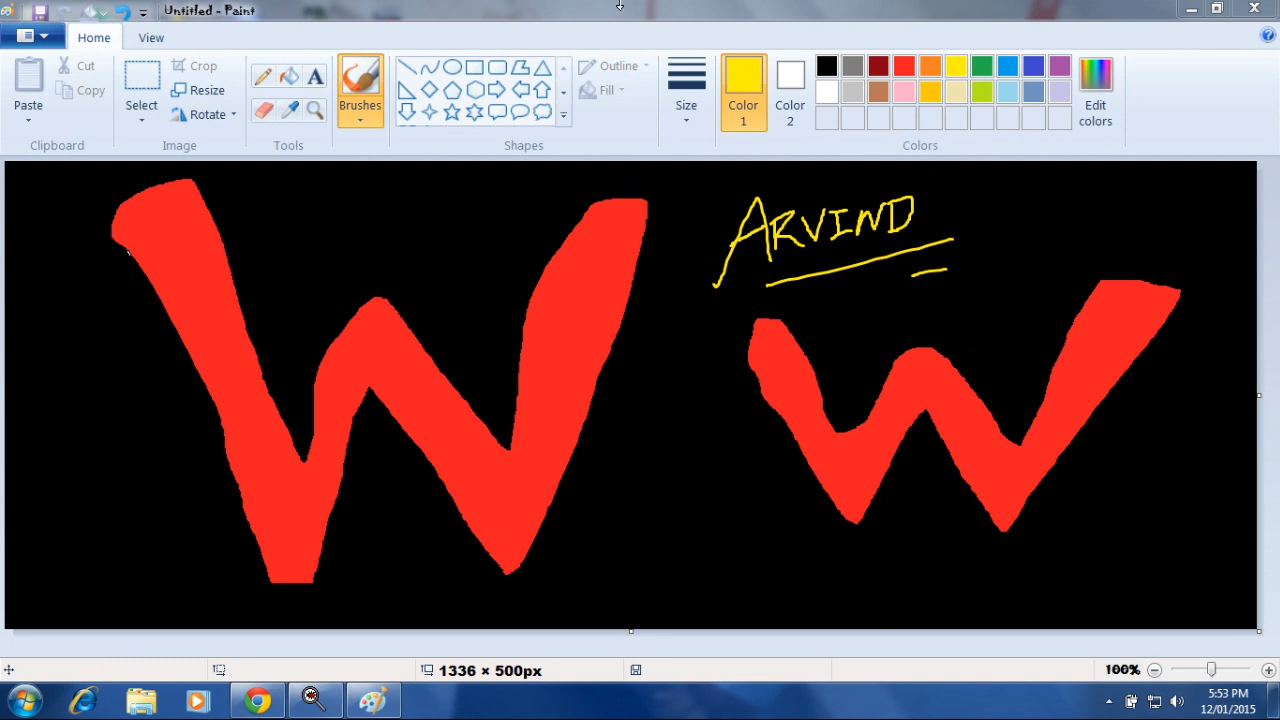 Untitled - Paint
Home View
Paste
Cut
Copy
Clipboard
Select
Crop
Resize
Rotate
Image
A
Tools
Brushes
Shapes
Outline
Fill
Size
Color 1
Color 2
Edit colors
Colors
W
ARVIND
W
1336 × 500px
100%
5:53 PM
12/01/2015